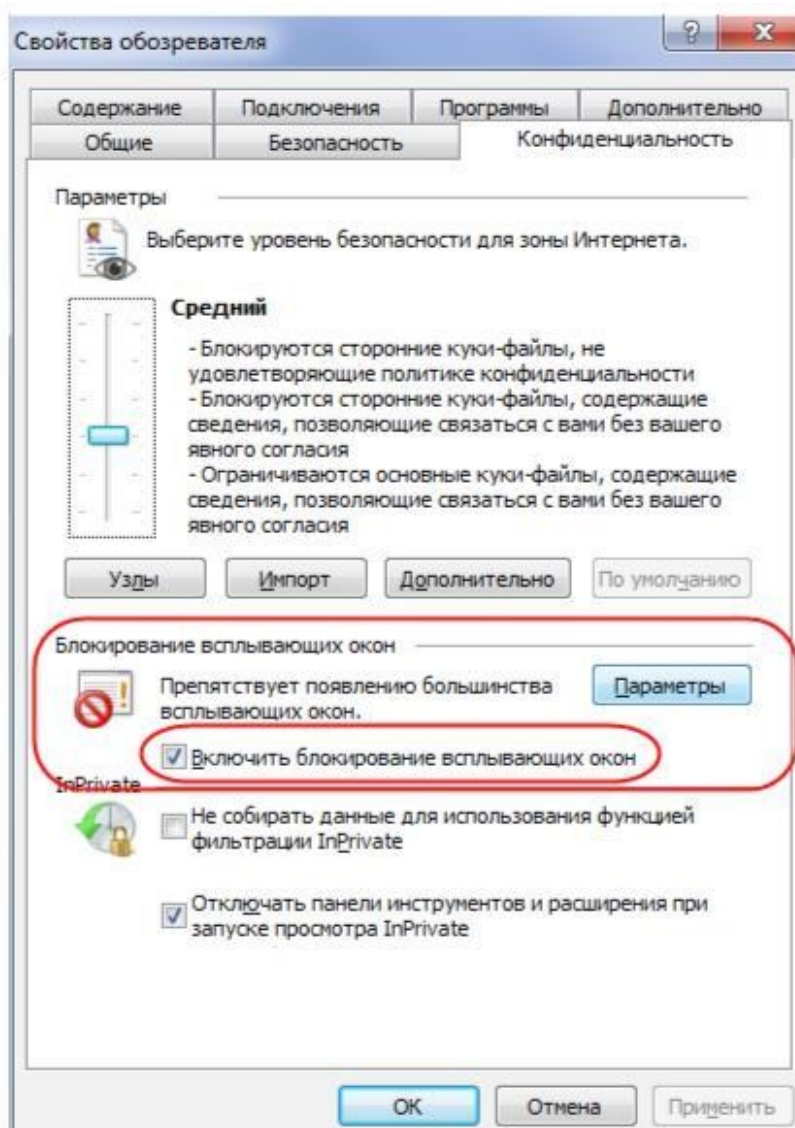 Свойства обозревателя
Содержание Подключения Программы Дополнительно
Общие Безопасность Конфиденциальность
Параметры
Выберите уровень безопасности для зоны Интернета.
Средний
- Блокируются сторонние куки-файлы, не
удовлетворяющие политике конфиденциальности
- Блокируются сторонние куки-файлы, содержащие
сведения, позволяющие связаться с вами без вашего
явного согласия
- Ограничиваются основные куки-файлы, содержащие
сведения, позволяющие связаться с вами без вашего
явного согласия
Узлы Импорт Дополнительно По умолчанию
Блокирование всплывающих окон
Препятствует появлению большинства
всплывающих окон.
Параметры
Включить блокирование всплывающих окон
InPrivate
Не собирать данные для использования функцией
фильтрации InPrivate
Отключать панели инструментов и расширения при
запуске просмотра InPrivate
OK Отмена Применить